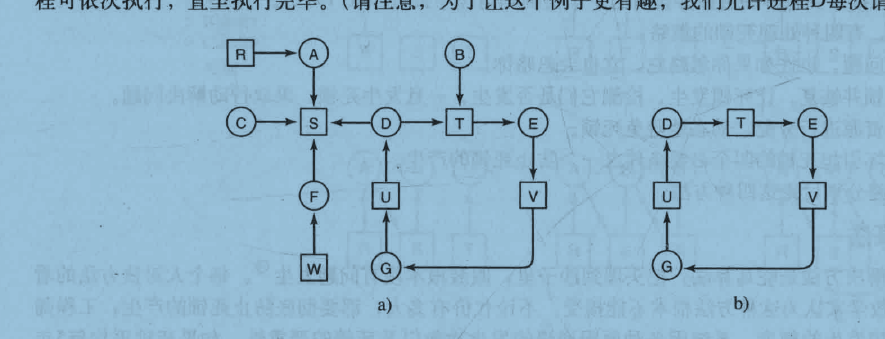 程可依次执行，直至执行完毕。（请注意，为了让这个例子更有趣，我们允许进程D每次请
R A B
C S D T E D T E
F U V U V
W G G
a) b)